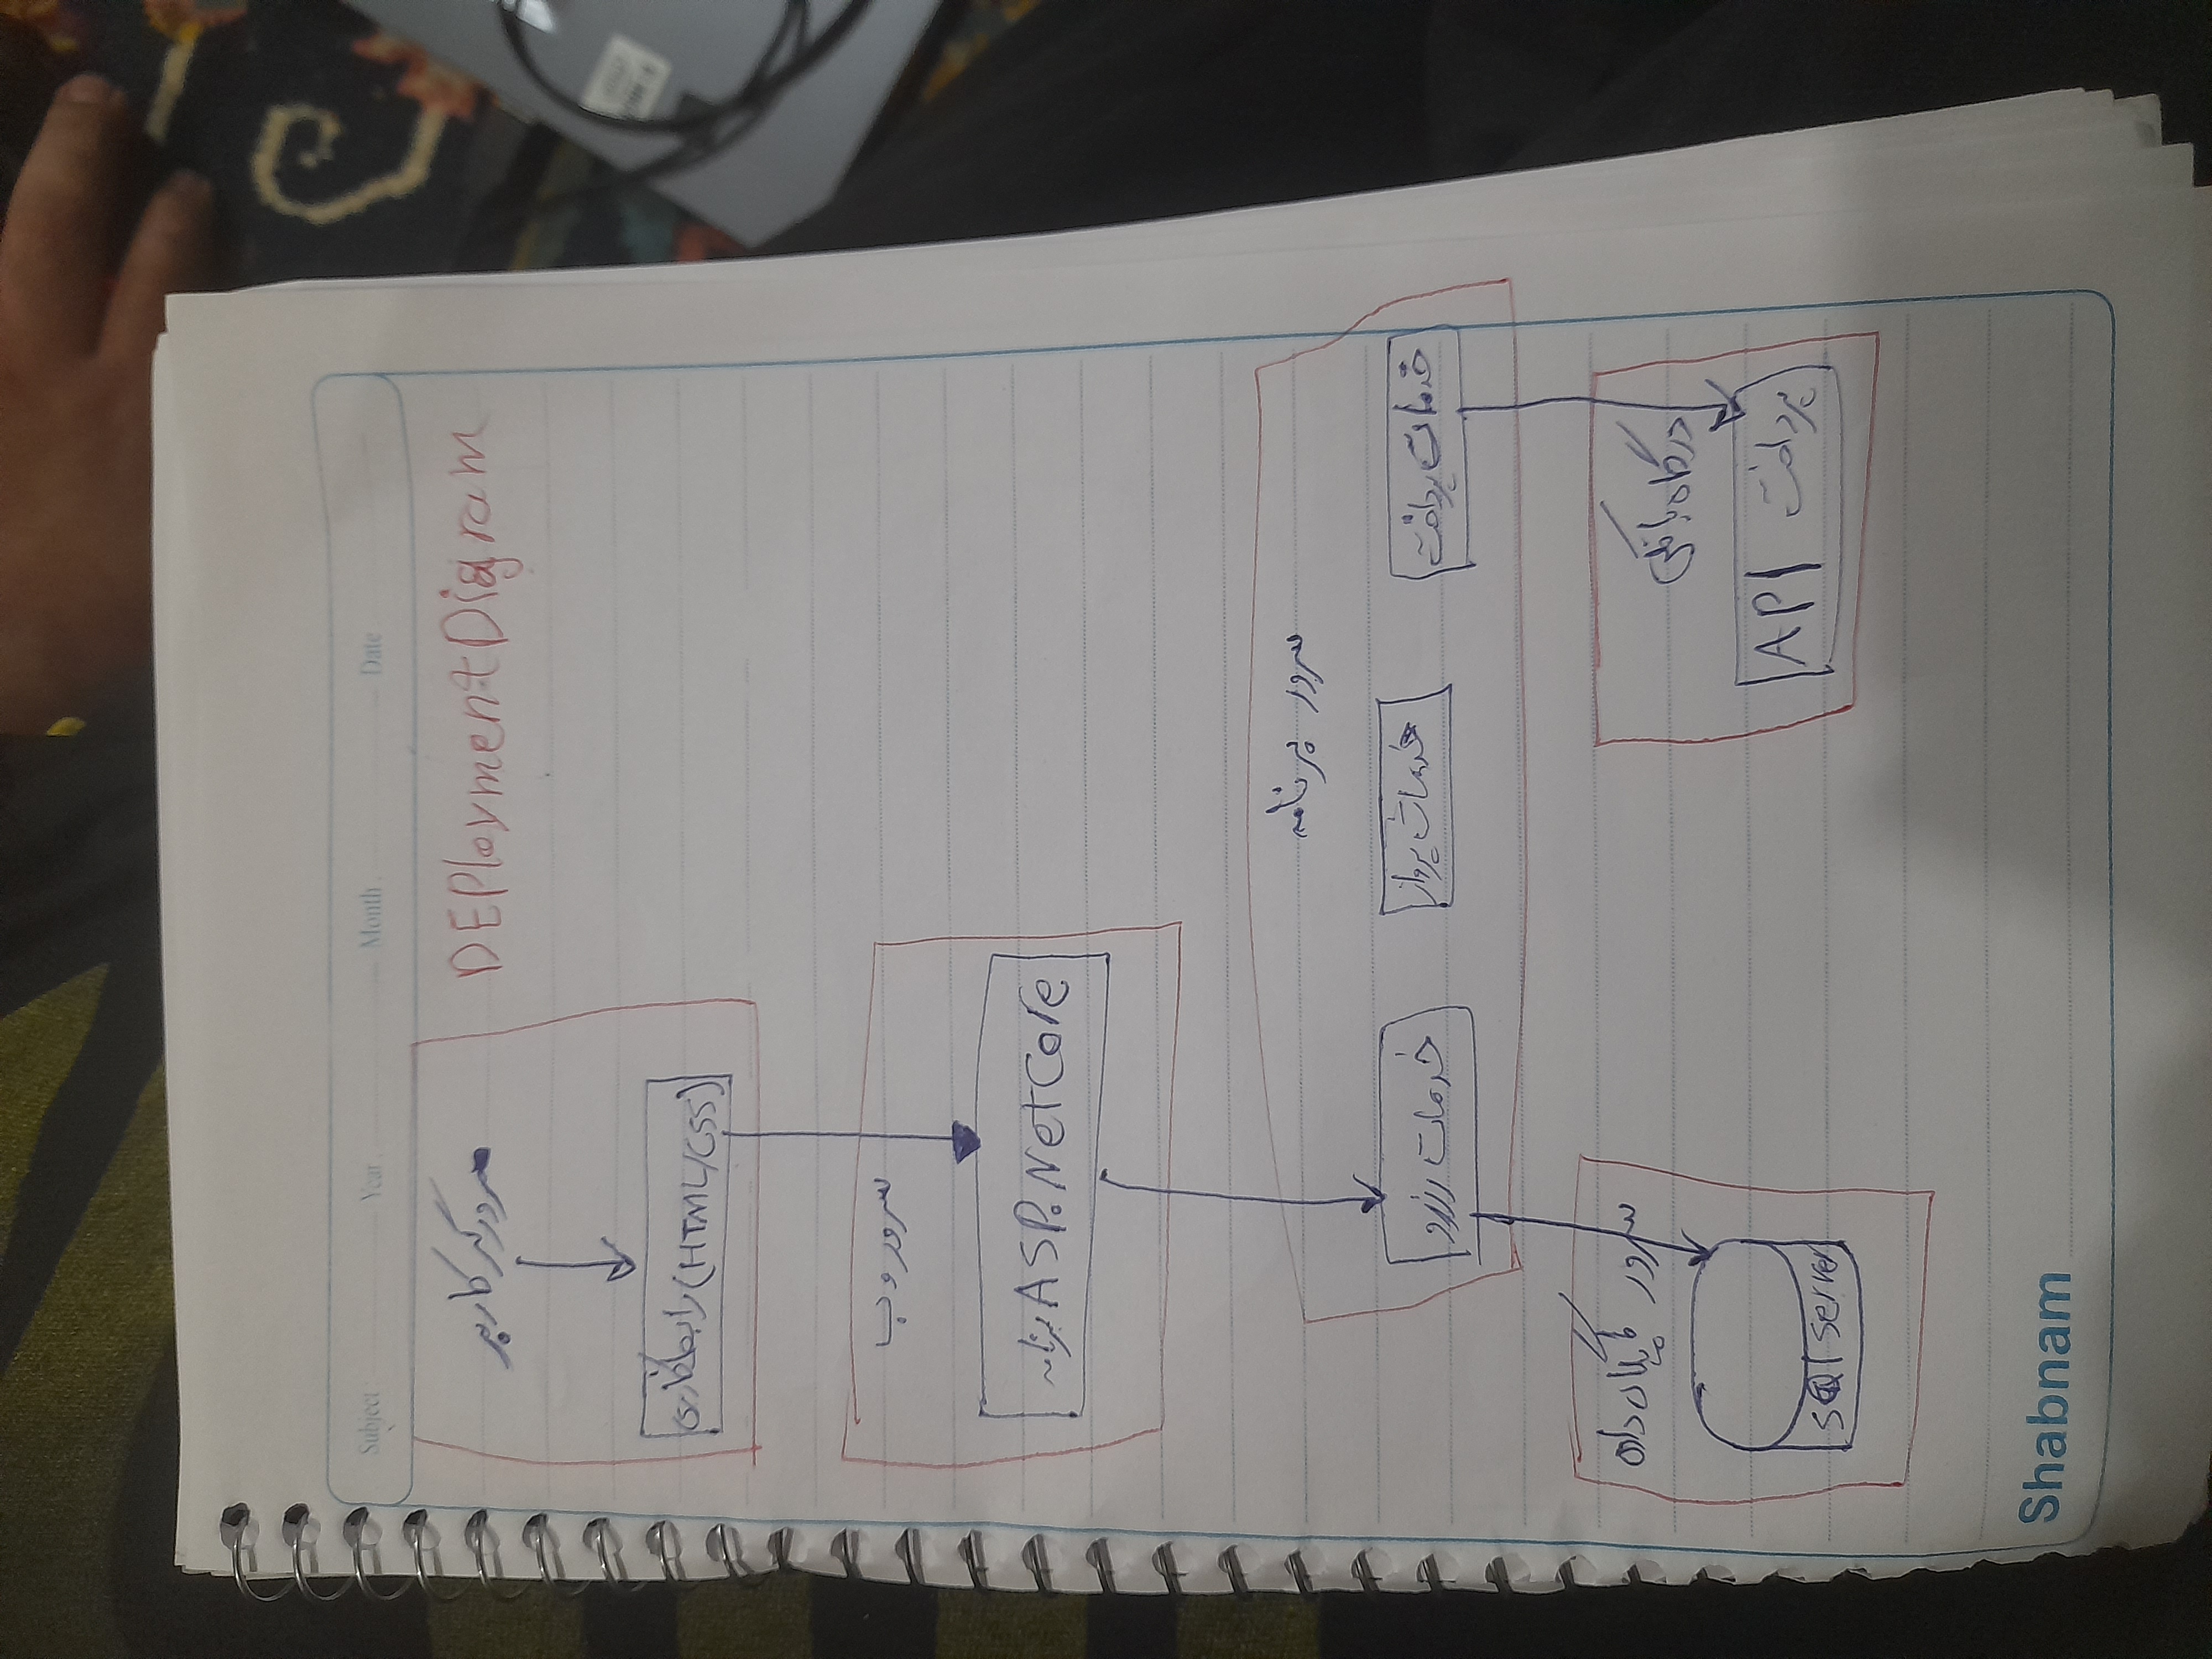 Subject Year Month Date
مرورگر کاربر
DEPloymentDiagram
رابط کاربری (HTML/CSS)
سرور وب
برنامه ASP.NetCore
سرور برنامه
خدمات پرداخت
خدمات پرواز
خدمات رزرو
سرور پایگاه داده
درگاه بانکی
SQl server
API پرداخت
Shabnam